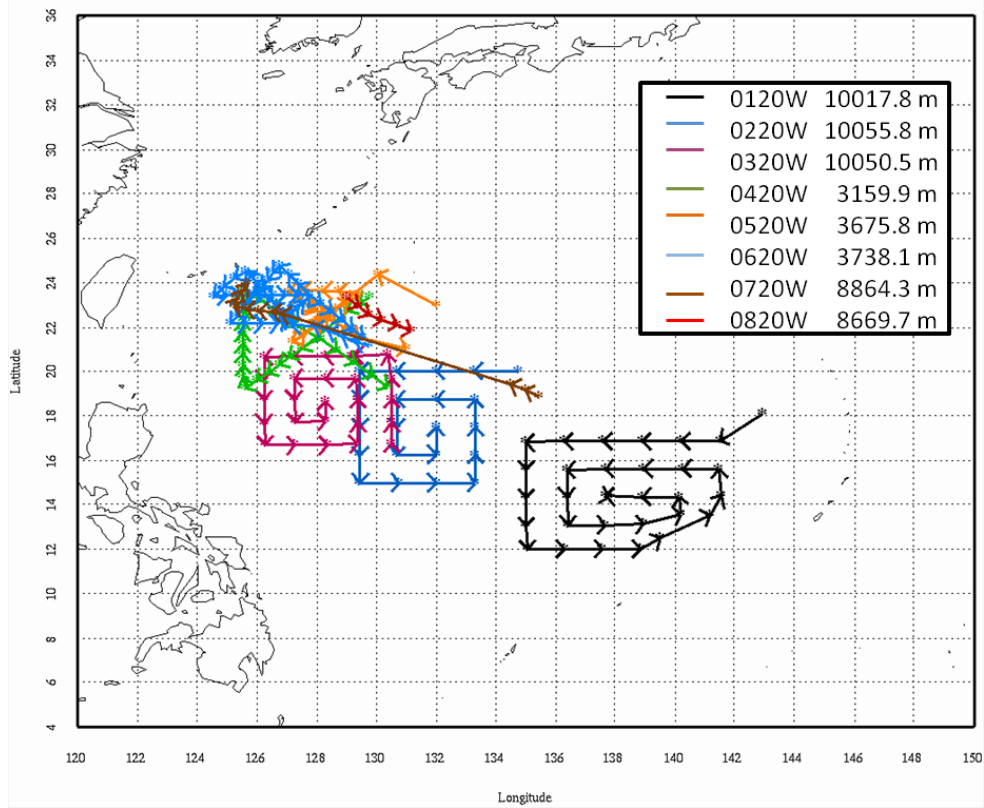 36
34
32
30
28
26
24
22
20
18
16
14
12
10
8
6
4
Latitude
0120W 10017.8 m
0220W 10055.8 m
0320W 10050.5 m
0420W 3159.9 m
0520W 3675.8 m
0620W 3738.1 m
0720W 8864.3 m
0820W 8669.7 m
120 122 124 126 128 130 132 134 136 138 140 142 144 146 148 150
Longitude